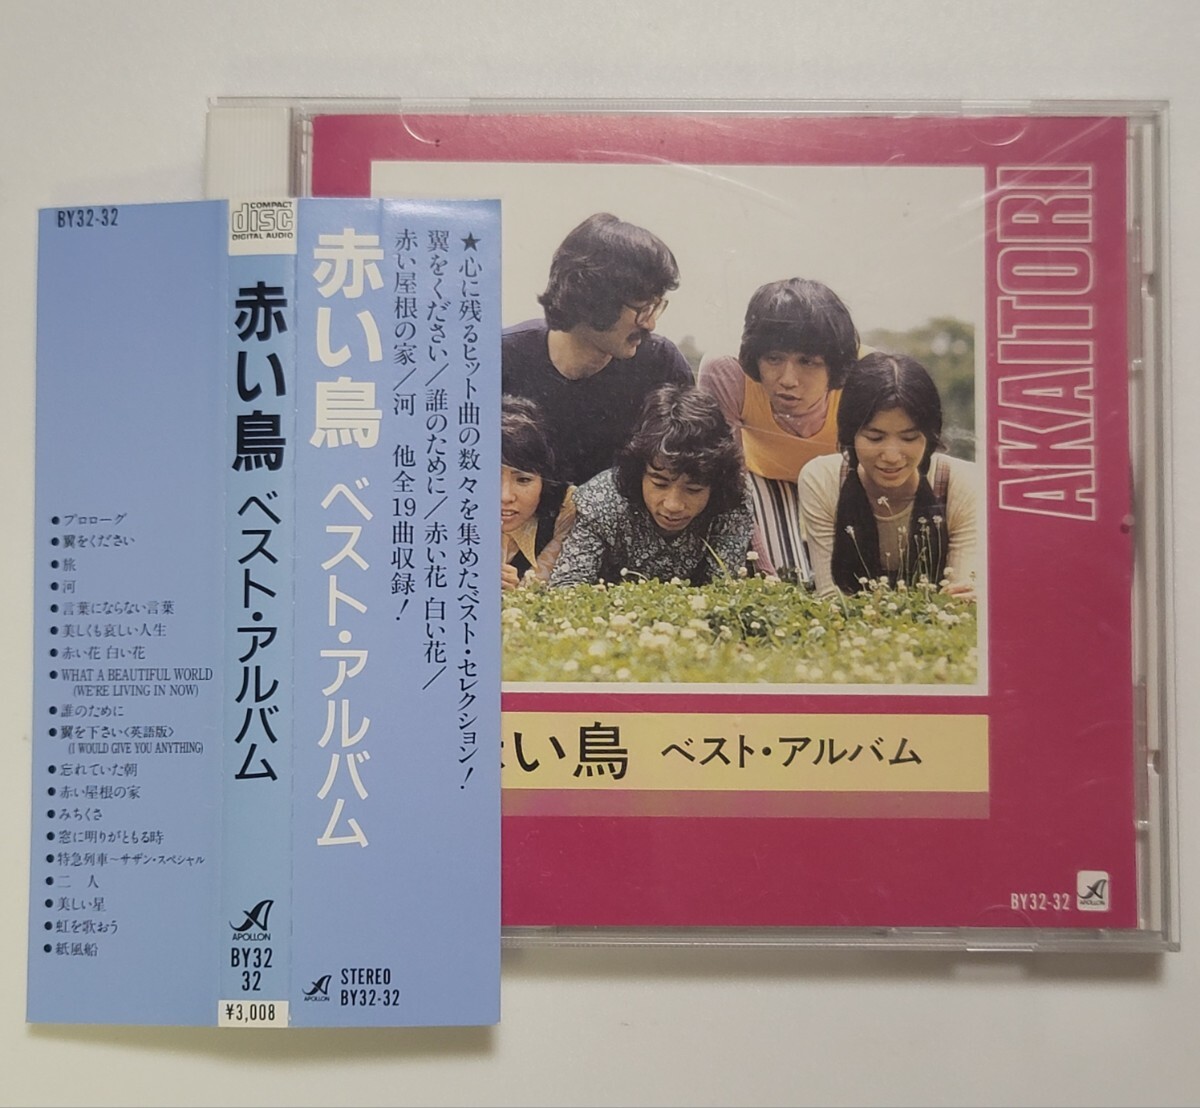 BY32-32
●プロローグ
●翼をください
●旅
●河
●言葉にならない言葉
●美しくも哀しい人生
●赤い花 白い花
●WHAT A BEAUTIFUL WORLD
(WE'RE LIVING IN NOW)
●誰のために
●翼を下さい〈英語版〉
(I WOULD GIVE YOU ANYTHING)
●忘れていた朝
●赤い屋根の家
●みちくさ
●窓に明りがともる時
●特急列車〜サザン・スペシャル
●二 人
●美しい星
●虹を歌おう
●紙風船
COMPACT
disc
DIGITAL AUDIO
赤い鳥 ベスト・アルバム
APOLLON
BY32
32
¥3,008
★心に残るヒット曲の数々を集めたベスト・セレクション!
翼をください/誰のために/赤い花 白い花/
赤い屋根の家/河 他全19曲収録!
赤い鳥 ベスト・アルバム
APOLLON
STEREO
BY32-32
AKAITORI
い鳥 ベスト・アルバム
BY32-32
APOLLON